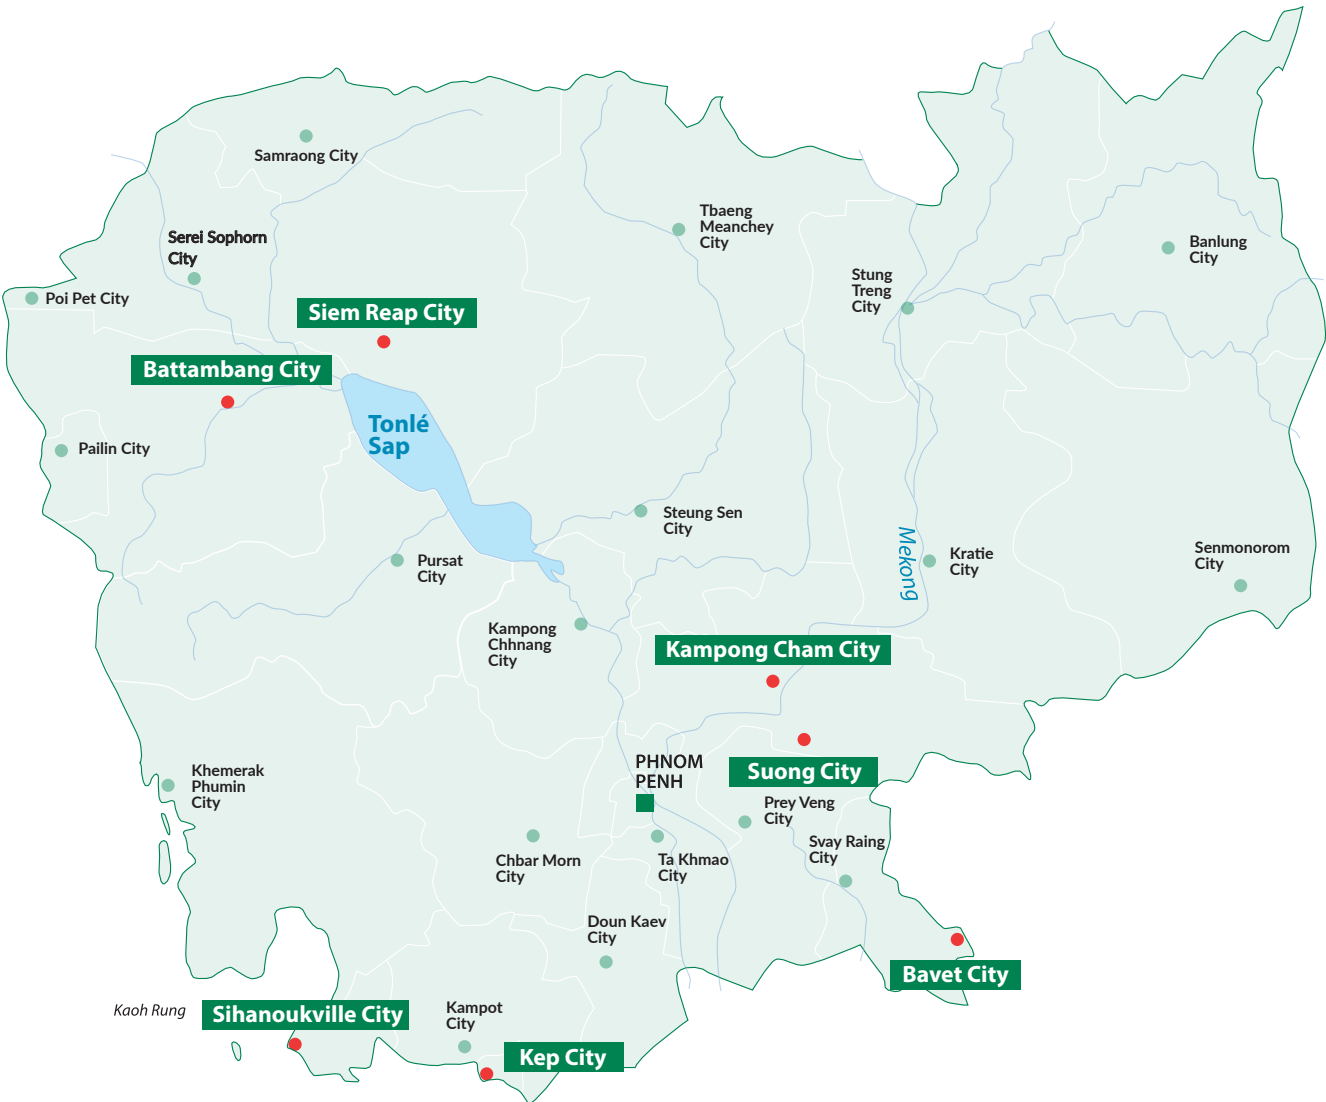 Samraong City
Tbaeng
Meanchey
City
Serei Sophorn
City
Banlung
City
Stung
Treng
City
Poi Pet City
Siem Reap City
Battambang City
Tonlé
Sap
Pailin City
Steung Sen
City
Mekong
Kratie
City
Senmonorom
City
Pursat
City
Kampong
Chhnang
City
Kampong Cham City
PHNOM
PENH
Suong City
Khemerak
Phumin
City
Prey Veng
City
Svay Raing
City
Chbar Morn
City
Ta Khmao
City
Doun Kaev
City
Bavet City
Kaoh Rung
Sihanoukville City
Kampot
City
Kep City